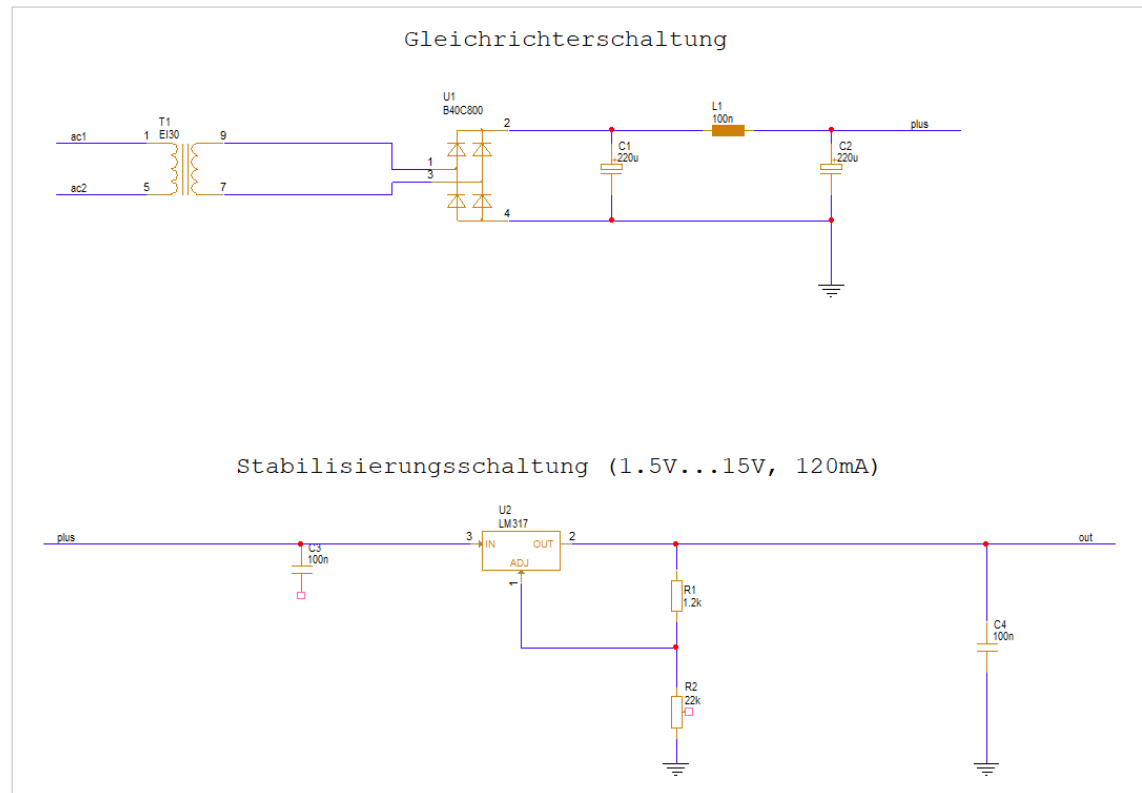 Gleichrichterschaltung
U1
B40C800
L1
100n
T1
EI30
ac1
1
9
2
plus
C1
+
220u
C2
+
220u
1
3
ac2
5
7
4
Stabilisierungsschaltung (1.5V...15V, 120mA)
U2
LM317
plus
3
IN
OUT
2
out
C3
100n
ADJ
1
R1
1.2k
C4
100n
R2
22k